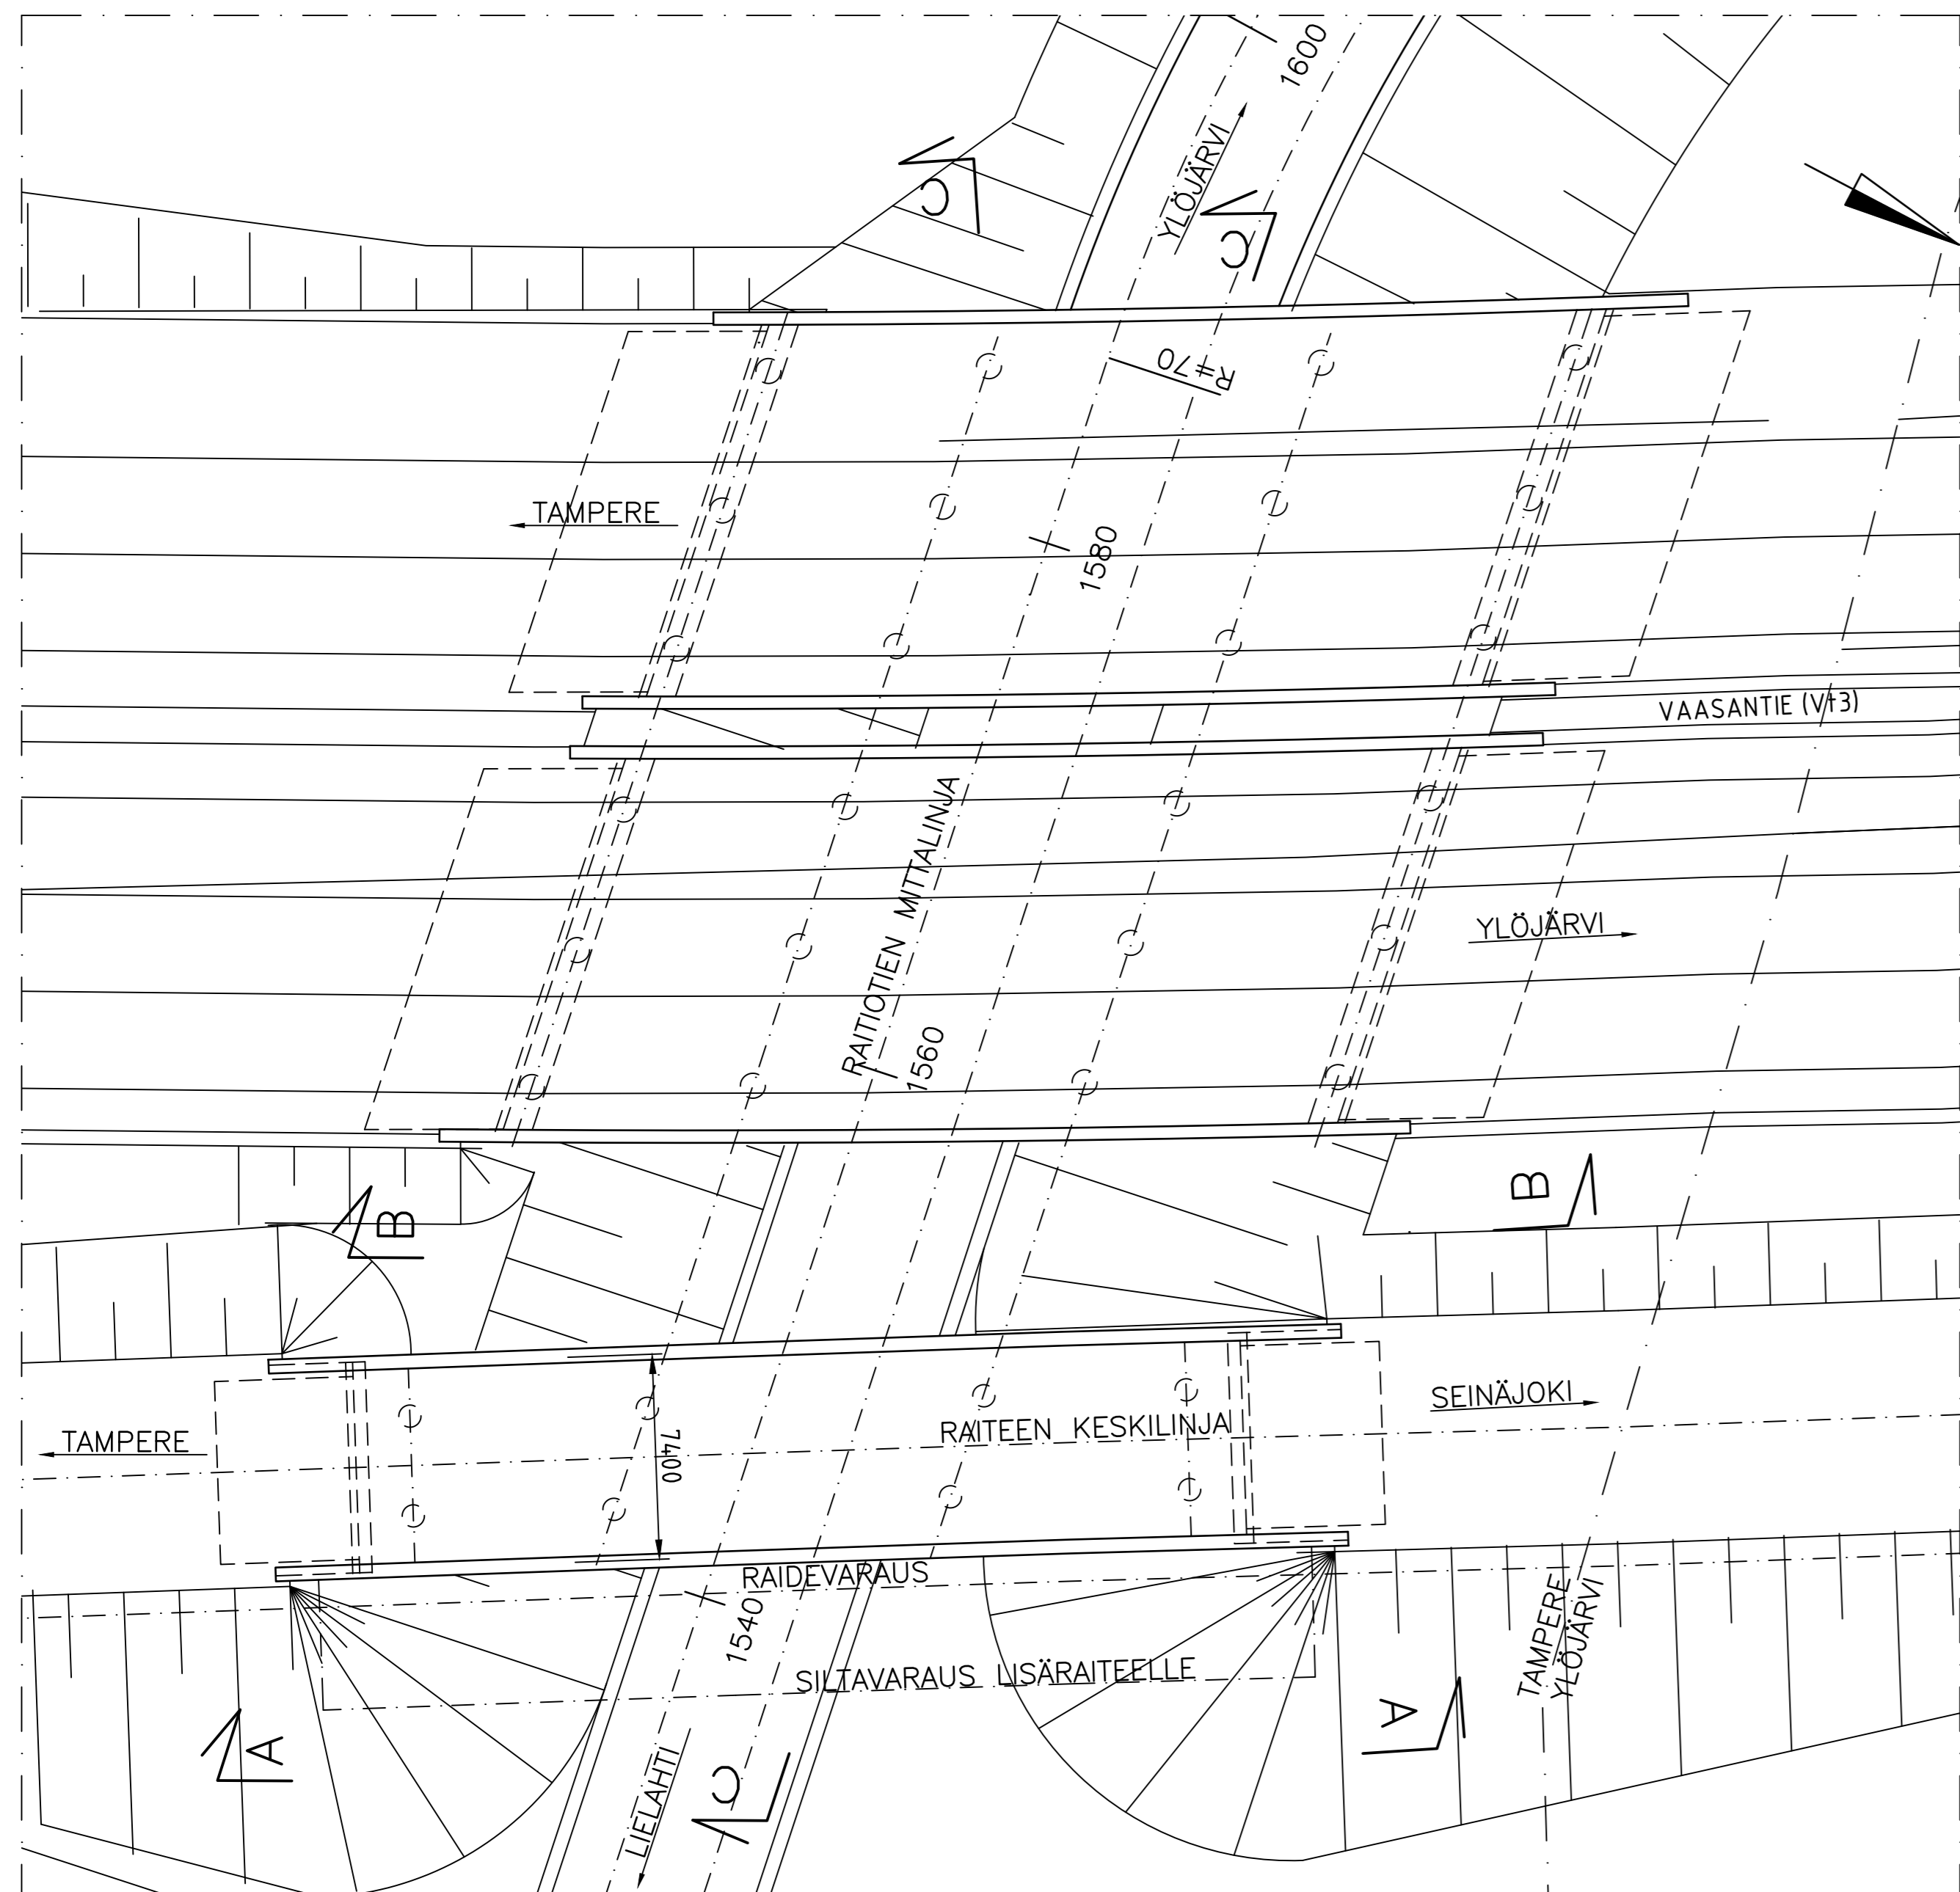 1600
YLÖJÄRVI
C
C
R=70
TAMPERE
1580
VAASANTIE (Vt3)
RAITIOTIEN MITTALINJA
YLÖJÄRVI
1560
B
B
SEINÄJOKI
RAITEEN KESKILINJA
TAMPERE
7400
RAIDEVARAUS
1540
TAMPERE
YLÖJÄRVI
SILTAVARAUS LISÄRAITEELLE
A
A
LIELAHTI
C